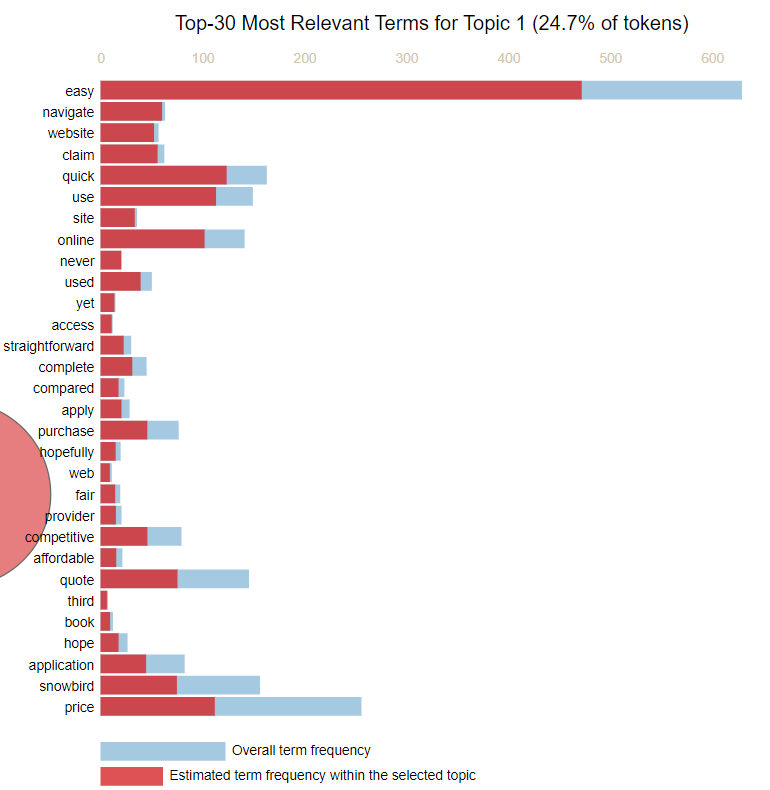 Top-30 Most Relevant Terms for Topic 1 (24.7% of tokens)
0 100 200 300 400 500 600
easy
navigate
website
claim
quick
use
site
online
never
used
yet
access
straightforward
complete
compared
apply
purchase
hopefully
web
fair
provider
competitive
affordable
quote
third
book
hope
application
snowbird
price
Overall term frequency
Estimated term frequency within the selected topic